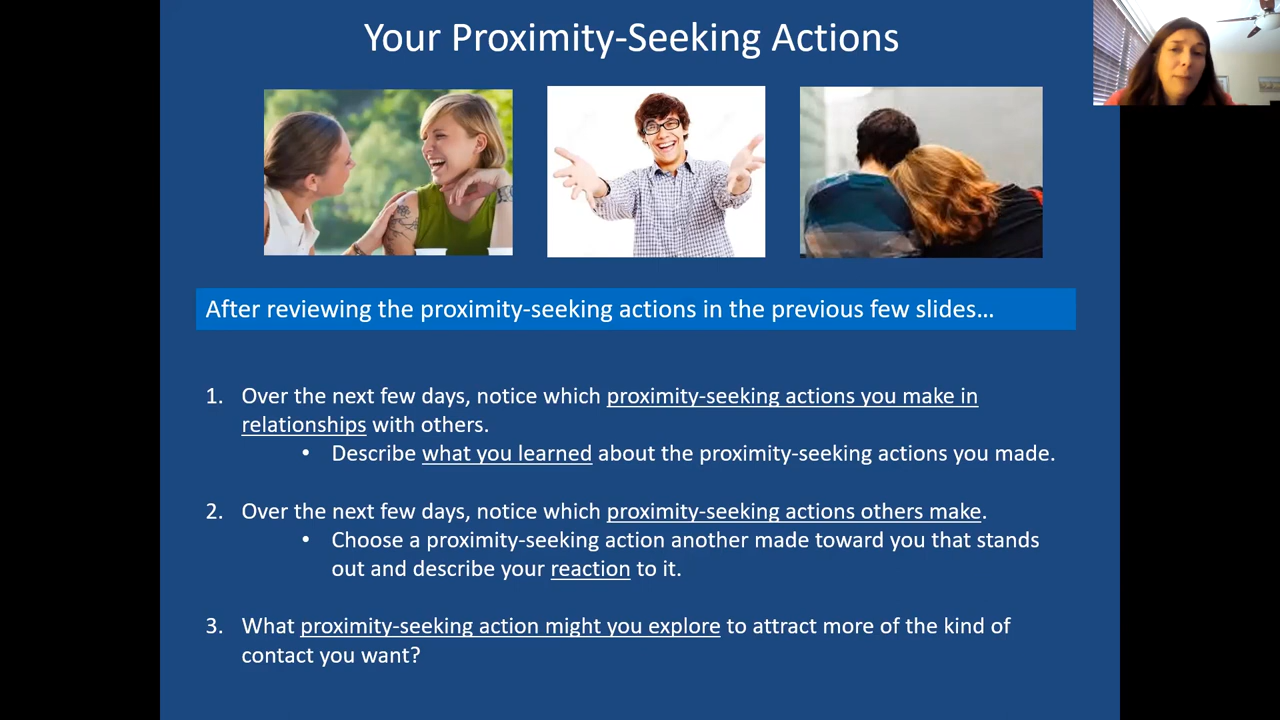 Your Proximity-Seeking Actions
After reviewing the proximity-seeking actions in the previous few slides…
1. Over the next few days, notice which proximity-seeking actions you make in
relationships with others.
• Describe what you learned about the proximity-seeking actions you made.
2. Over the next few days, notice which proximity-seeking actions others make.
• Choose a proximity-seeking action another made toward you that stands
out and describe your reaction to it.
3. What proximity-seeking action might you explore to attract more of the kind of
contact you want?